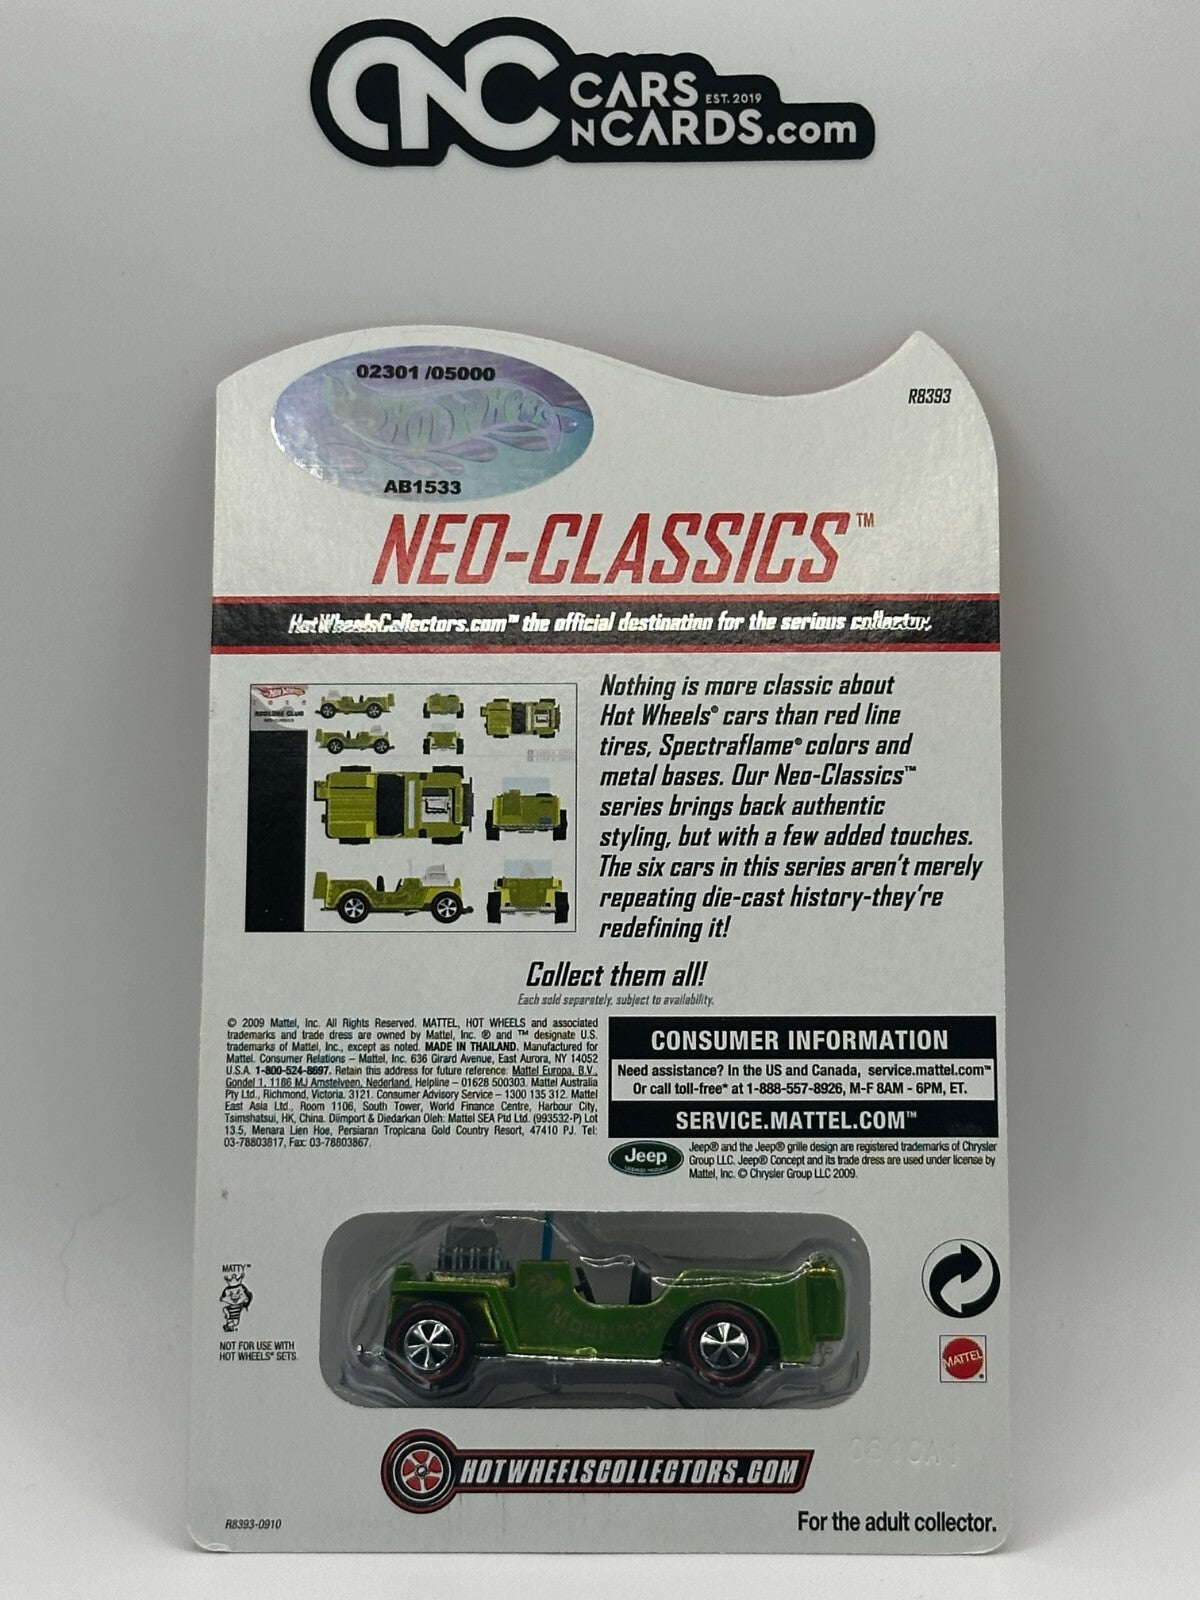 CNC CARS EST. 2019
NCARDS.com
02301 /05000
Hot Wheels
AB1533
R8393
NEO-CLASSICS™
HotWheelsCollectors.com™ the official destination for the serious collector.
Hot Wheels
REDLINE CLUB
Nothing is more classic about
Hot Wheels® cars than red line
tires, Spectraflame® colors and
metal bases. Our Neo-Classics™
series brings back authentic
styling, but with a few added touches.
The six cars in this series aren't merely
repeating die-cast history-they're
redefining it!
Collect them all!
Each sold separately, subject to availability.
© 2009 Mattel, Inc. All Rights Reserved. MATTEL, HOT WHEELS and associated
trademarks and trade dress are owned by Mattel, Inc. ® and ™ designate U.S.
trademarks of Mattel, Inc., except as noted. MADE IN THAILAND. Manufactured for
Mattel. Consumer Relations – Mattel, Inc. 636 Girard Avenue, East Aurora, NY 14052
U.S.A. 1-800-524-8697. Retain this address for future reference: Mattel Europa, B.V.,
Gondel 1, 1186 MJ Amstelveen, Nederland. Helpline – 01628 500303. Mattel Australia
Pty Ltd., Richmond, Victoria. 3121. Consumer Advisory Service – 1300 135 312. Mattel
East Asia Ltd., Room 1106, South Tower, World Finance Centre, Harbour City,
Tsimshatsui, HK, China. Diimport & Diedarkan Oleh: Mattel SEA Ptd Ltd. (993532-P) Lot
13.5, Menara Lien Hoe, Persiaran Tropicana Gold Country Resort, 47410 PJ. Tel:
03-78803817, Fax: 03-78803867.
CONSUMER INFORMATION
Need assistance? In the US and Canada, service.mattel.com™
Or call toll-free* at 1-888-557-8926, M-F 8AM - 6PM, ET.
SERVICE.MATTEL.COM™
Jeep
LICENSED PRODUCT
Jeep® and the Jeep® grille design are registered trademarks of Chrysler
Group LLC. Jeep® Concept and its trade dress are used under license by
Mattel, Inc. © Chrysler Group LLC 2009.
MATTY™
NOT FOR USE WITH
HOT WHEELS® SETS.
MATTEL
HOTWHEELSCOLLECTORS.COM
R8393-0910
For the adult collector.